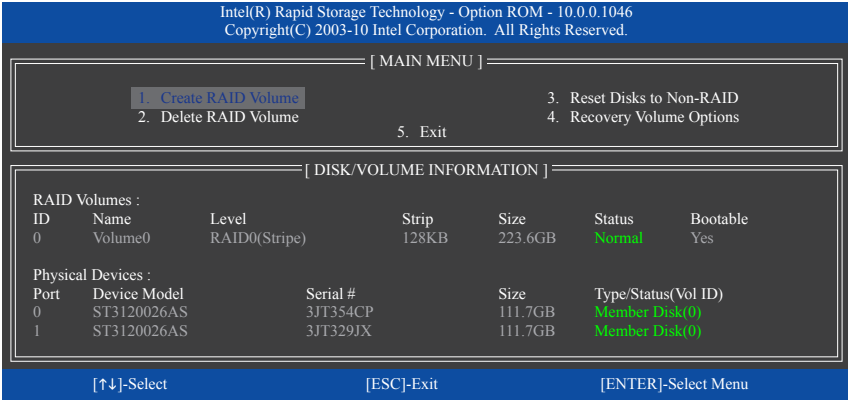 Intel(R) Rapid Storage Technology - Option ROM - 10.0.0.1046
Copyright(C) 2003-10 Intel Corporation. All Rights Reserved.
[ MAIN MENU ]
1. Create RAID Volume 3. Reset Disks to Non-RAID
2. Delete RAID Volume 4. Recovery Volume Options
5. Exit
[ DISK/VOLUME INFORMATION ]
RAID Volumes :
ID Name Level Strip Size Status Bootable
0 Volume0 RAID0(Stripe) 128KB 223.6GB Normal Yes
Physical Devices :
Port Device Model Serial # Size Type/Status(Vol ID)
0 ST3120026AS 3JT354CP 111.7GB Member Disk(0)
1 ST3120026AS 3JT329JX 111.7GB Member Disk(0)
[↑↓]-Select [ESC]-Exit [ENTER]-Select Menu